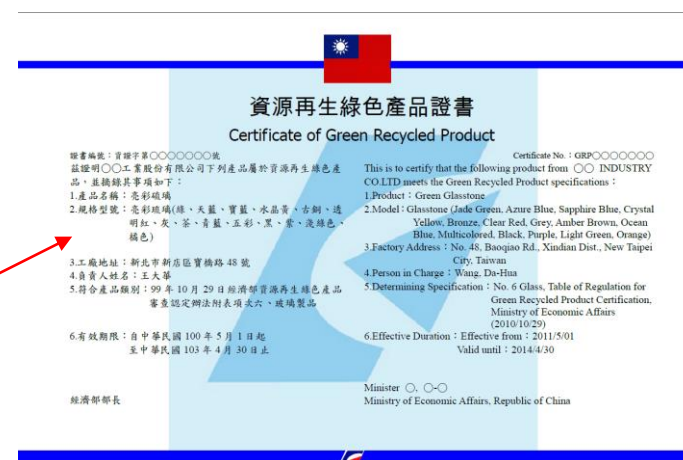 資源再生綠色產品證書
Certificate of Green Recycled Product
證書編號：資證字第○○○○○○○號
茲證明○○工業股份有限公司下列產品屬於資源再生綠色產
品，並摘錄其事項如下：
1.產品名稱：亮彩琉璃
2.規格型號：亮彩琉璃(綠、天藍、寶藍、水晶黃、古銅、透
明紅、灰、茶、青藍、五彩、黑、紫、淺綠色、
橘色)
3.工廠地址：新北市新店區寶橋路 48 號
4.負責人姓名：王大華
5.符合產品類別：99 年 10 月 29 日經濟部資源再生綠色產品
審查認定辦法附表項次六、玻璃製品
6.有效期限：自中華民國 100 年 5 月 1 日起
至中華民國 103 年 4 月 30 日止
經濟部部長
Certificate No.：GRP○○○○○○○
This is to certify that the following product from ○○ INDUSTRY
CO.LTD meets the Green Recycled Product specifications：
1.Product：Green Glasstone
2.Model：Glasstone (Jade Green, Azure Blue, Sapphire Blue, Crystal
Yellow, Bronze, Clear Red, Grey, Amber Brown, Ocean
Blue, Multicolored, Black, Purple, Light Green, Orange)
3.Factory Address：No. 48, Baoqiao Rd., Xindian Dist., New Taipei
City, Taiwan
4.Person in Charge：Wang, Da-Hua
5.Determining Specification：No. 6 Glass, Table of Regulation for
Green Recycled Product Certification,
Ministry of Economic Affairs
(2010/10/29)
6.Effective Duration：Effective from：2011/5/01
Valid until：2014/4/30
Minister ○, ○-○
Ministry of Economic Affairs, Republic of China